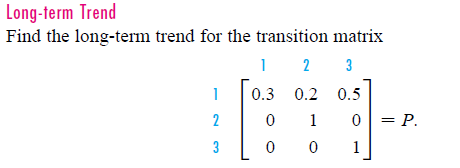 Long-term Trend
Find the long-term trend for the transition matrix
1 2 3
1 0.3 0.2 0.5
2 0 1 0 = P.
3 0 0 1